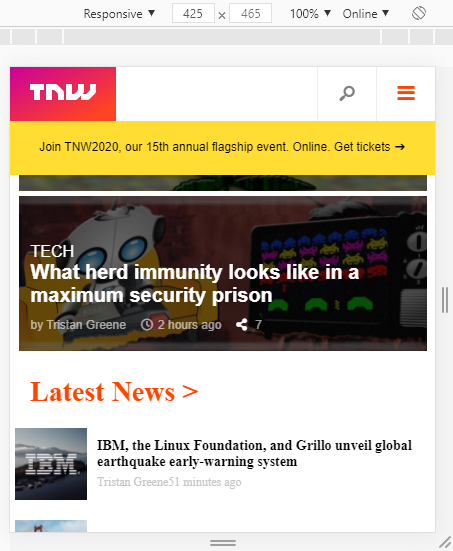 Responsive ▼ 425 x 465 100% ▼ Online ▼
TNW
Join TNW2020, our 15th annual flagship event. Online. Get tickets ➔
TECH
What herd immunity looks like in a
maximum security prison
by Tristan Greene 2 hours ago 7
Latest News >
IBM
IBM, the Linux Foundation, and Grillo unveil global
earthquake early-warning system
Tristan Greene51 minutes ago